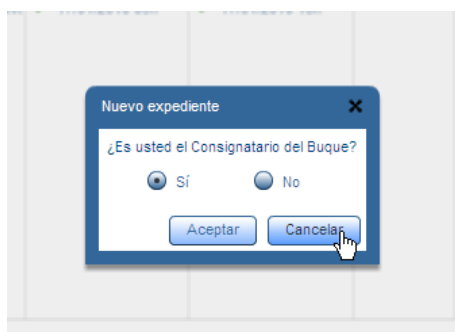 Nuevo expediente
¿Es usted el Consignatario del Buque?
Sí No
Aceptar Cancelar